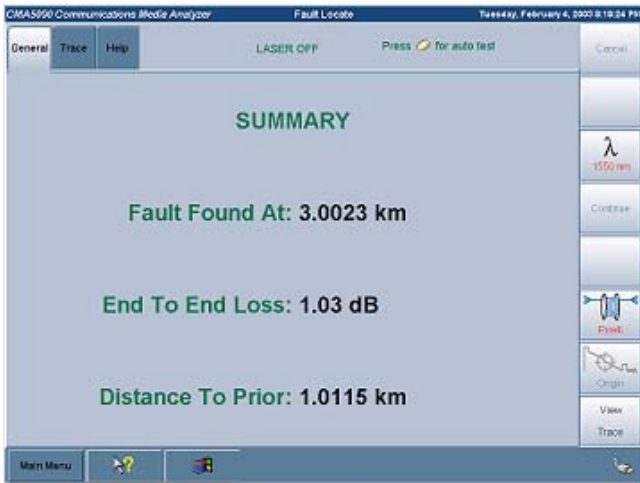 CMA5000 Communications Media Analyzer
Fault Locate
Tuesday, February 4, 2003 8:18:24 PM
General
Trace
Help
LASER OFF
Press for auto test
Cancel
SUMMARY
λ
1550 nm
Fault Found At: 3.0023 km
Continue
End To End Loss: 1.03 dB
Pirelli
Origin
Distance To Prior: 1.0115 km
View
Trace
Main Menu
?